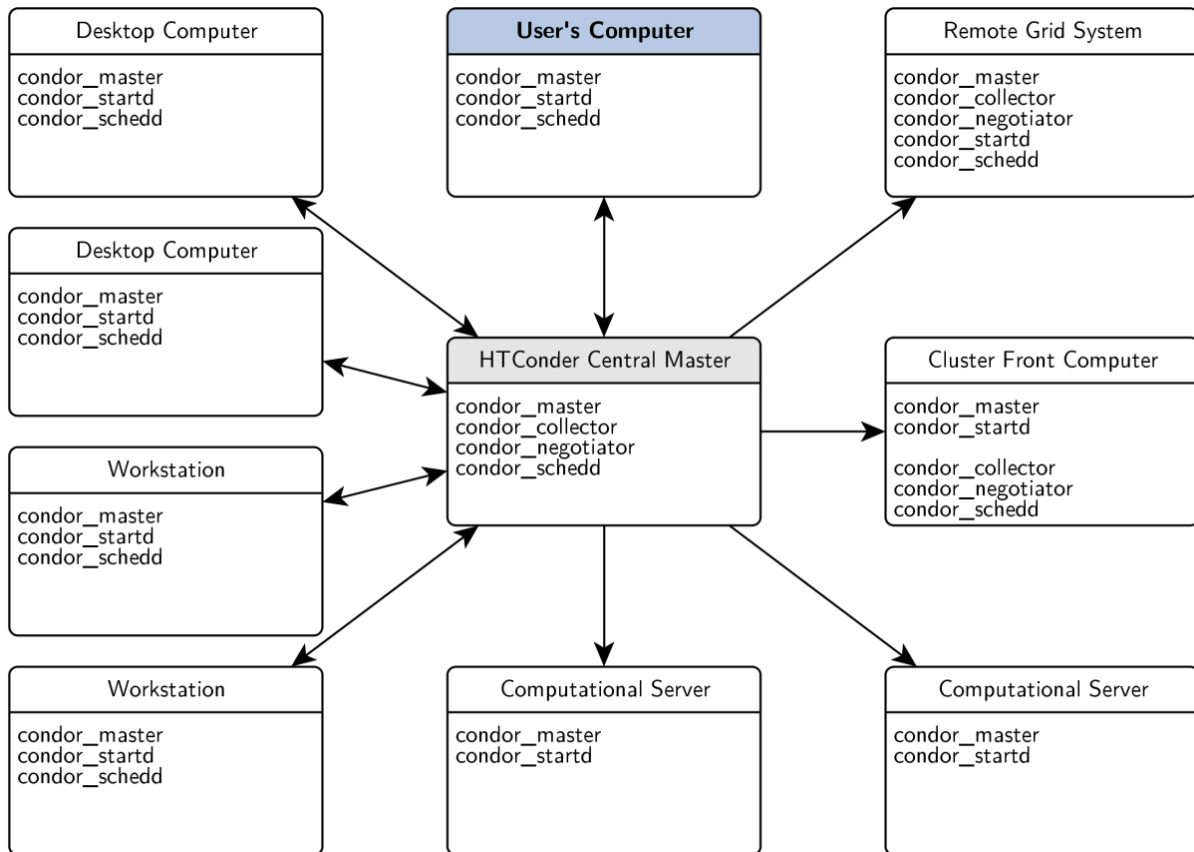 Desktop Computer
condor_master
condor_startd
condor_schedd
User's Computer
condor_master
condor_startd
condor_schedd
Remote Grid System
condor_master
condor_collector
condor_negotiator
condor_startd
condor_schedd
Desktop Computer
condor_master
condor_startd
condor_schedd
HTConder Central Master
condor_master
condor_collector
condor_negotiator
condor_schedd
Cluster Front Computer
condor_master
condor_startd
condor_collector
condor_negotiator
condor_schedd
Workstation
condor_master
condor_startd
condor_schedd
Workstation
condor_master
condor_startd
condor_schedd
Computational Server
condor_master
condor_startd
Computational Server
condor_master
condor_startd